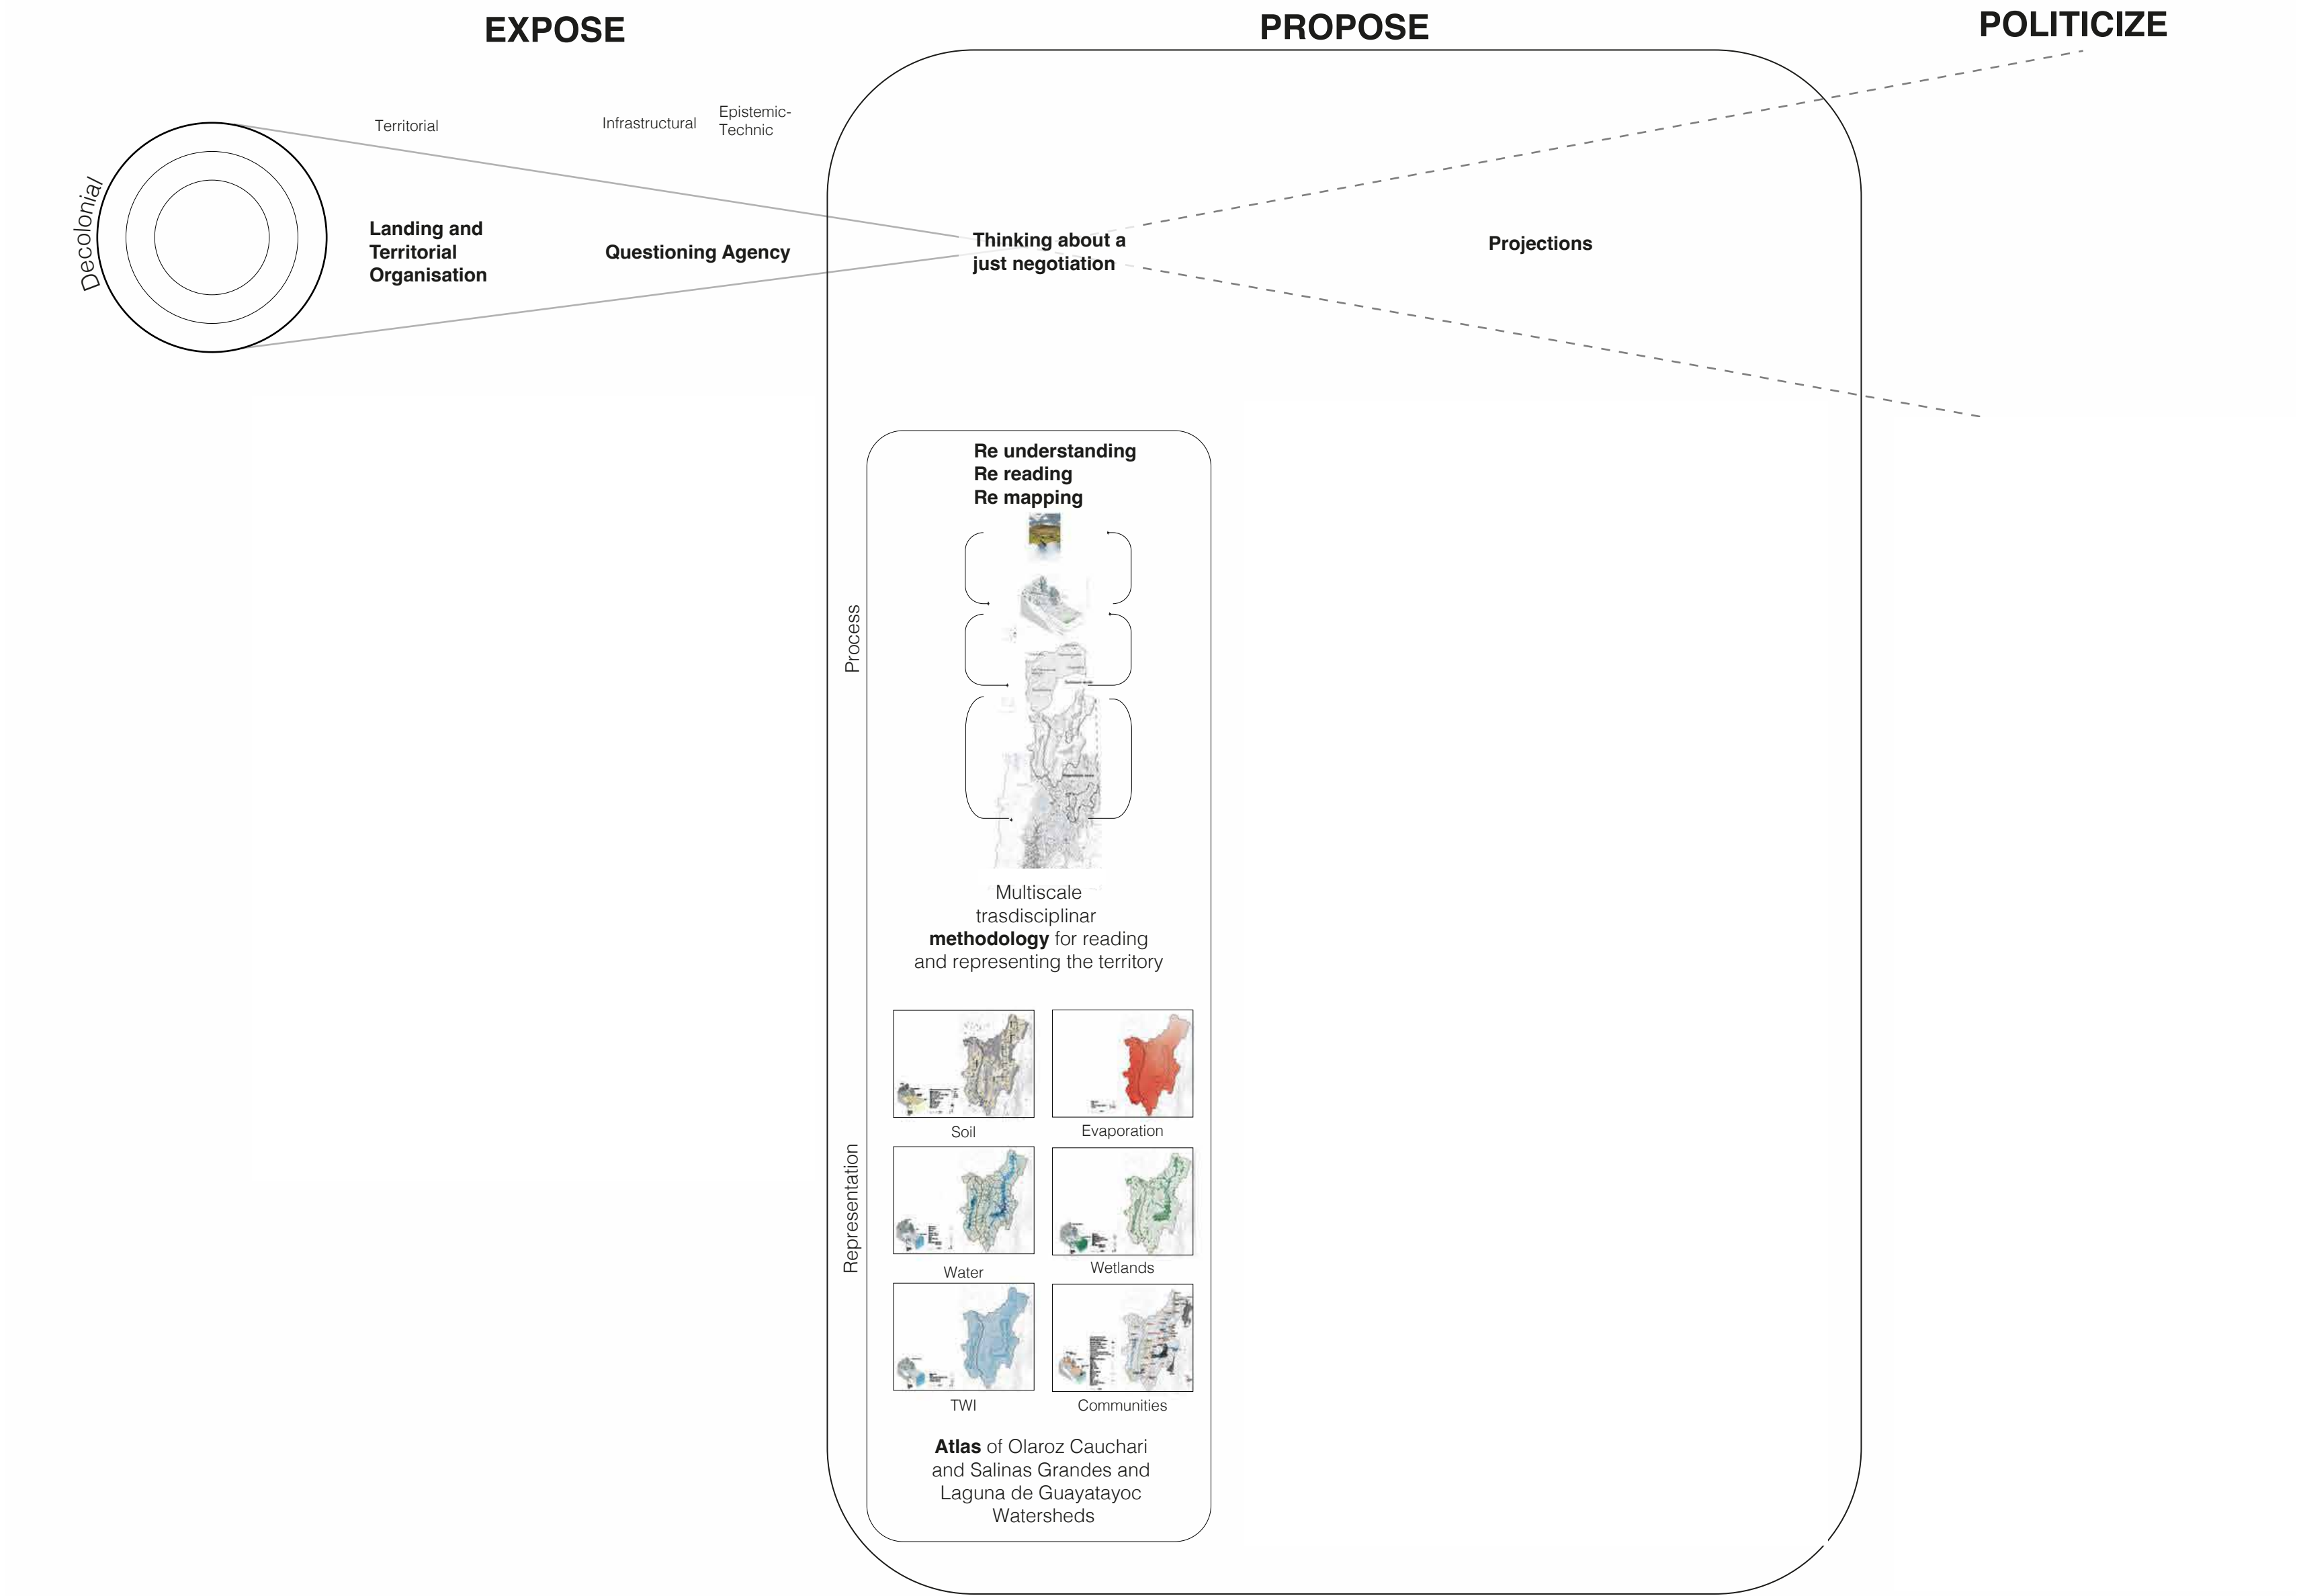 EXPOSE
PROPOSE
POLITICIZE
Territorial
Infrastructural
Epistemic-
Technic
Decolonial
Landing and
Territorial
Organisation
Questioning Agency
Thinking about a
just negotiation
Projections
Re understanding
Re reading
Re mapping
Process
Multiscale
trasdisciplinar
methodology for reading
and representing the territory
Representation
Soil
Evaporation
Water
Wetlands
TWI
Communities
Atlas of Olaroz Cauchari
and Salinas Grandes and
Laguna de Guayatayoc
Watersheds